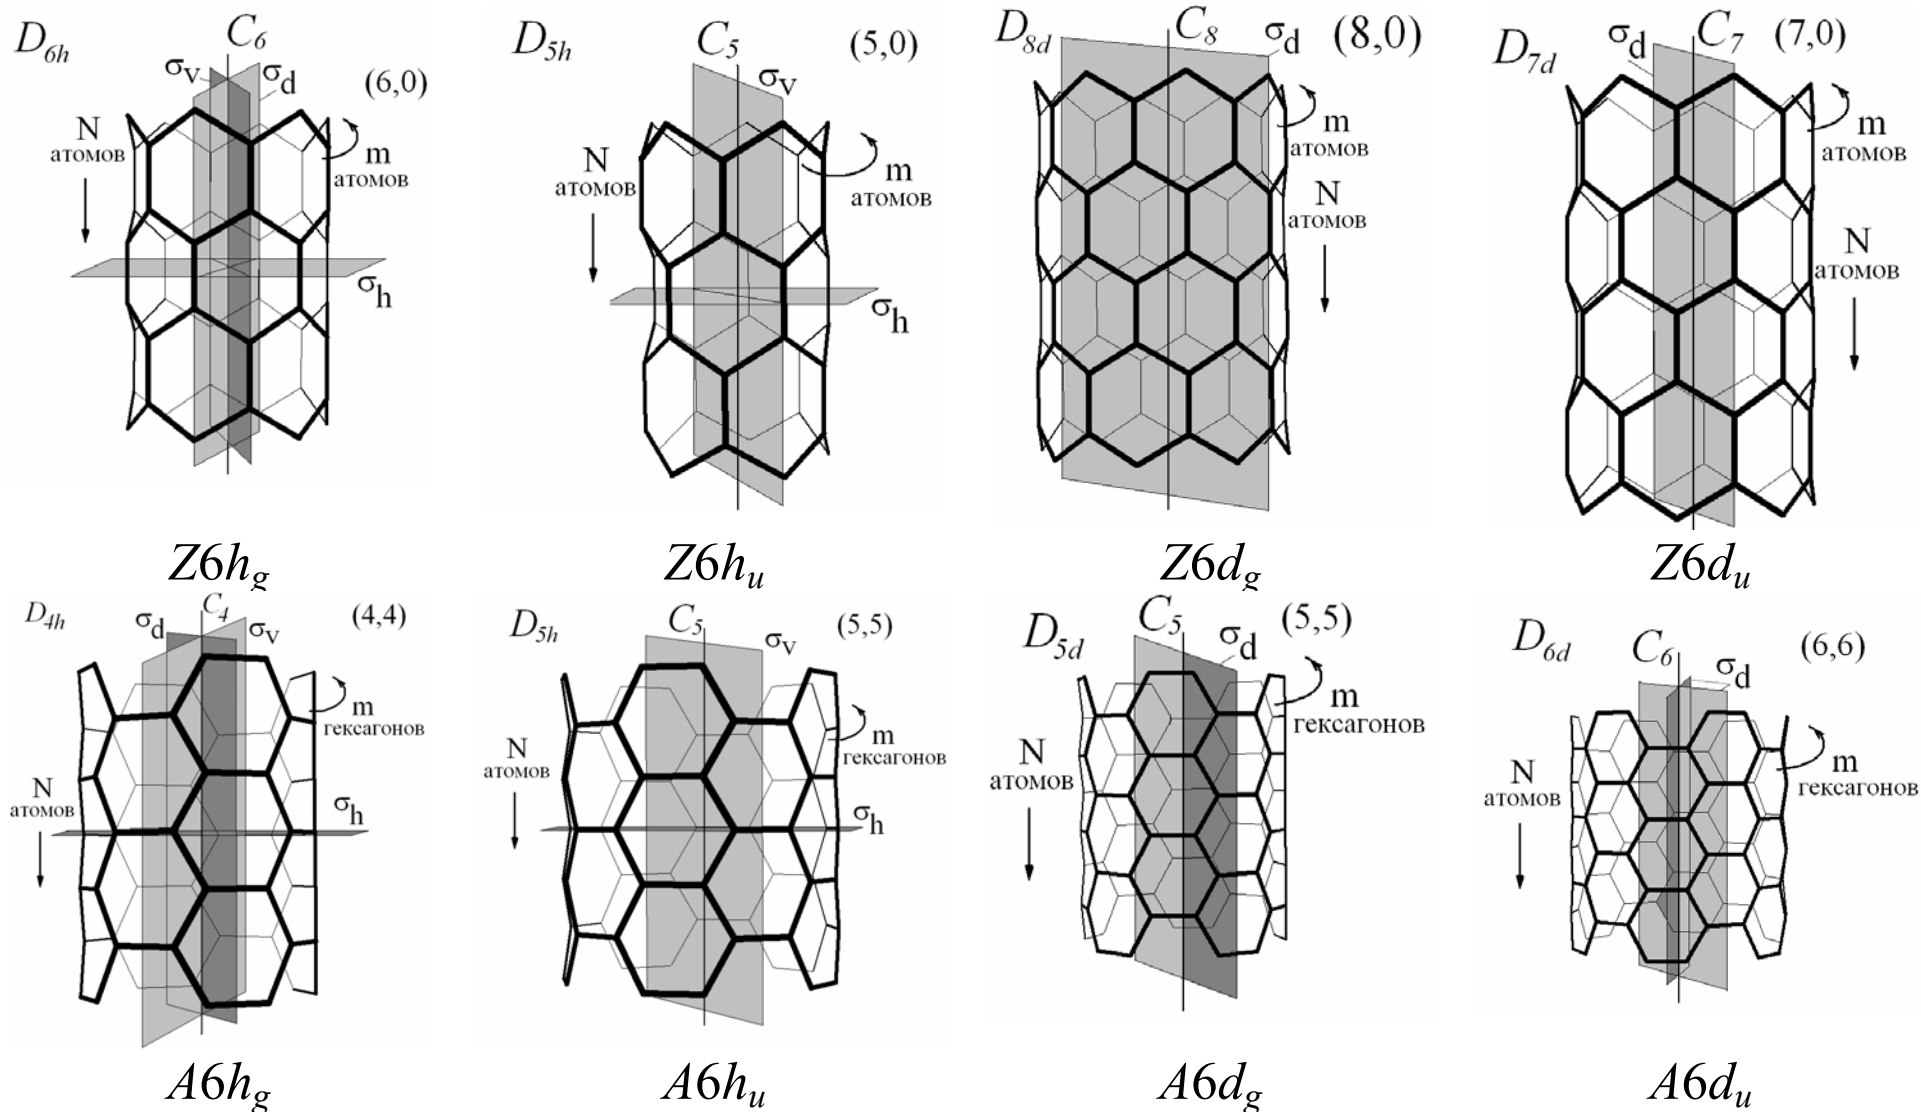 D6h C6 (6,0)
σv σd
N
атомов
m
атомов
σh
Z6hg
D5h C5 (5,0)
σv
N
атомов
m
атомов
σh
Z6hu
D8d C8 σd (8,0)
m
атомов
N
атомов
Z6dg
D7d σd C7 (7,0)
m
атомов
N
атомов
Z6du
D4h C4 (4,4)
σd σv
m
гексагонов
N
атомов
σh
A6hg
D5h C5 (5,5)
σv
N
атомов
m
гексагонов
σh
A6hu
D5d C5 (5,5)
σd
m
гексагонов
N
атомов
A6dg
D6d C6 (6,6)
σd
m
гексагонов
N
атомов
A6du